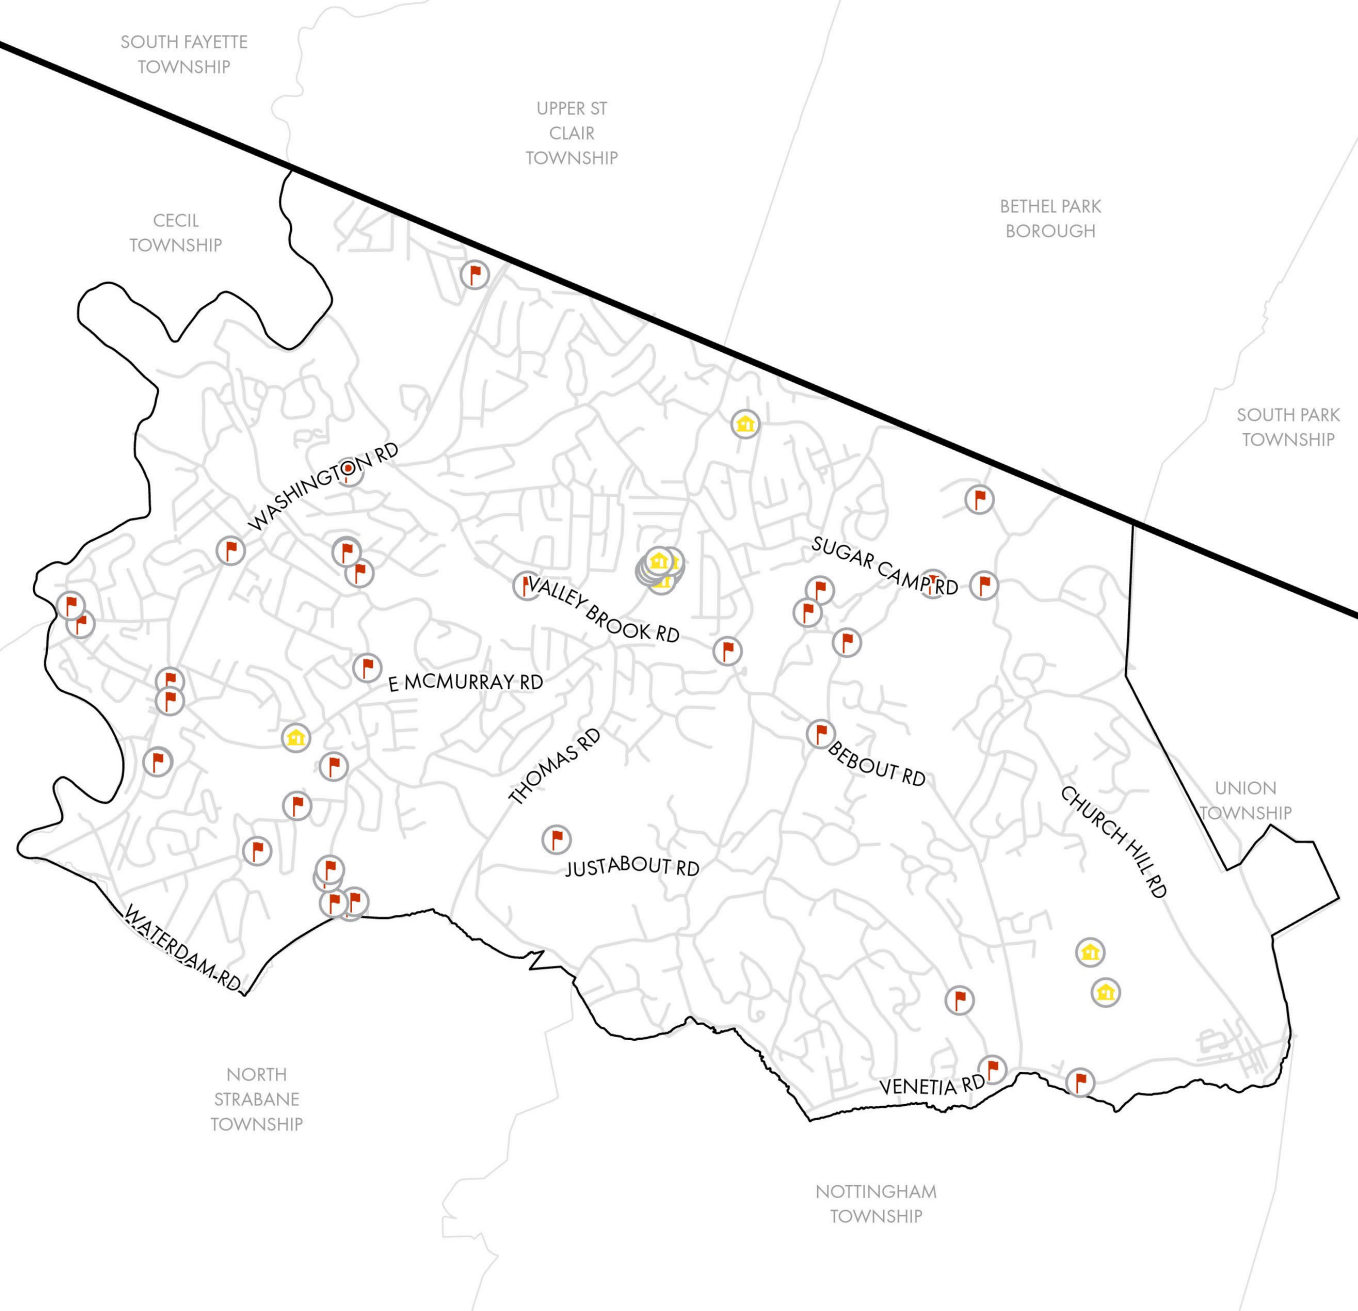 SOUTH FAYETTE
TOWNSHIP
UPPER ST
CLAIR
TOWNSHIP
BETHEL PARK
BOROUGH
CECIL
TOWNSHIP
SOUTH PARK
TOWNSHIP
WASHINGTON RD
SUGAR CAMP RD
VALLEY BROOK RD
E MCMURRAY RD
THOMAS RD
BEBOUT RD
UNION
TOWNSHIP
CHURCH HILL RD
JUSTABOUT RD
WATERDAM RD
VENETIA RD
NORTH
STRABANE
TOWNSHIP
NOTTINGHAM
TOWNSHIP